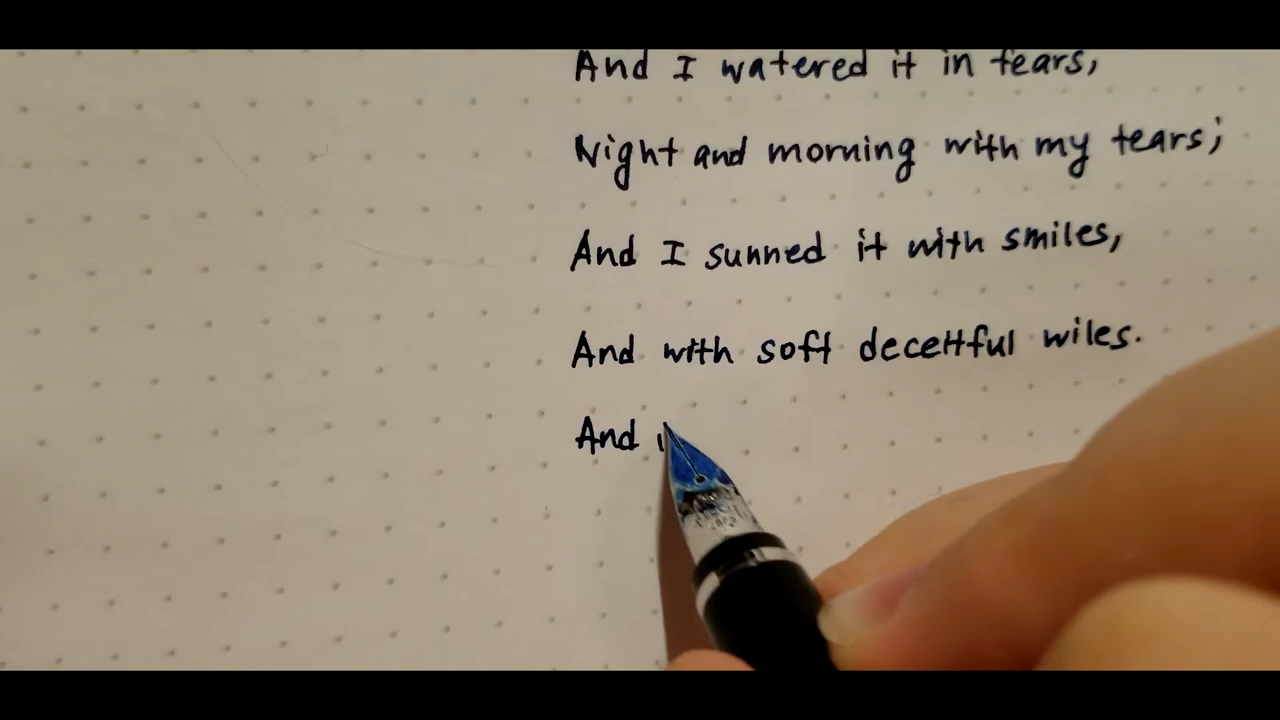 And I watered it in fears,
Night and morning with my tears;
And I sunned it with smiles,
And with soft deceitful wiles.
And